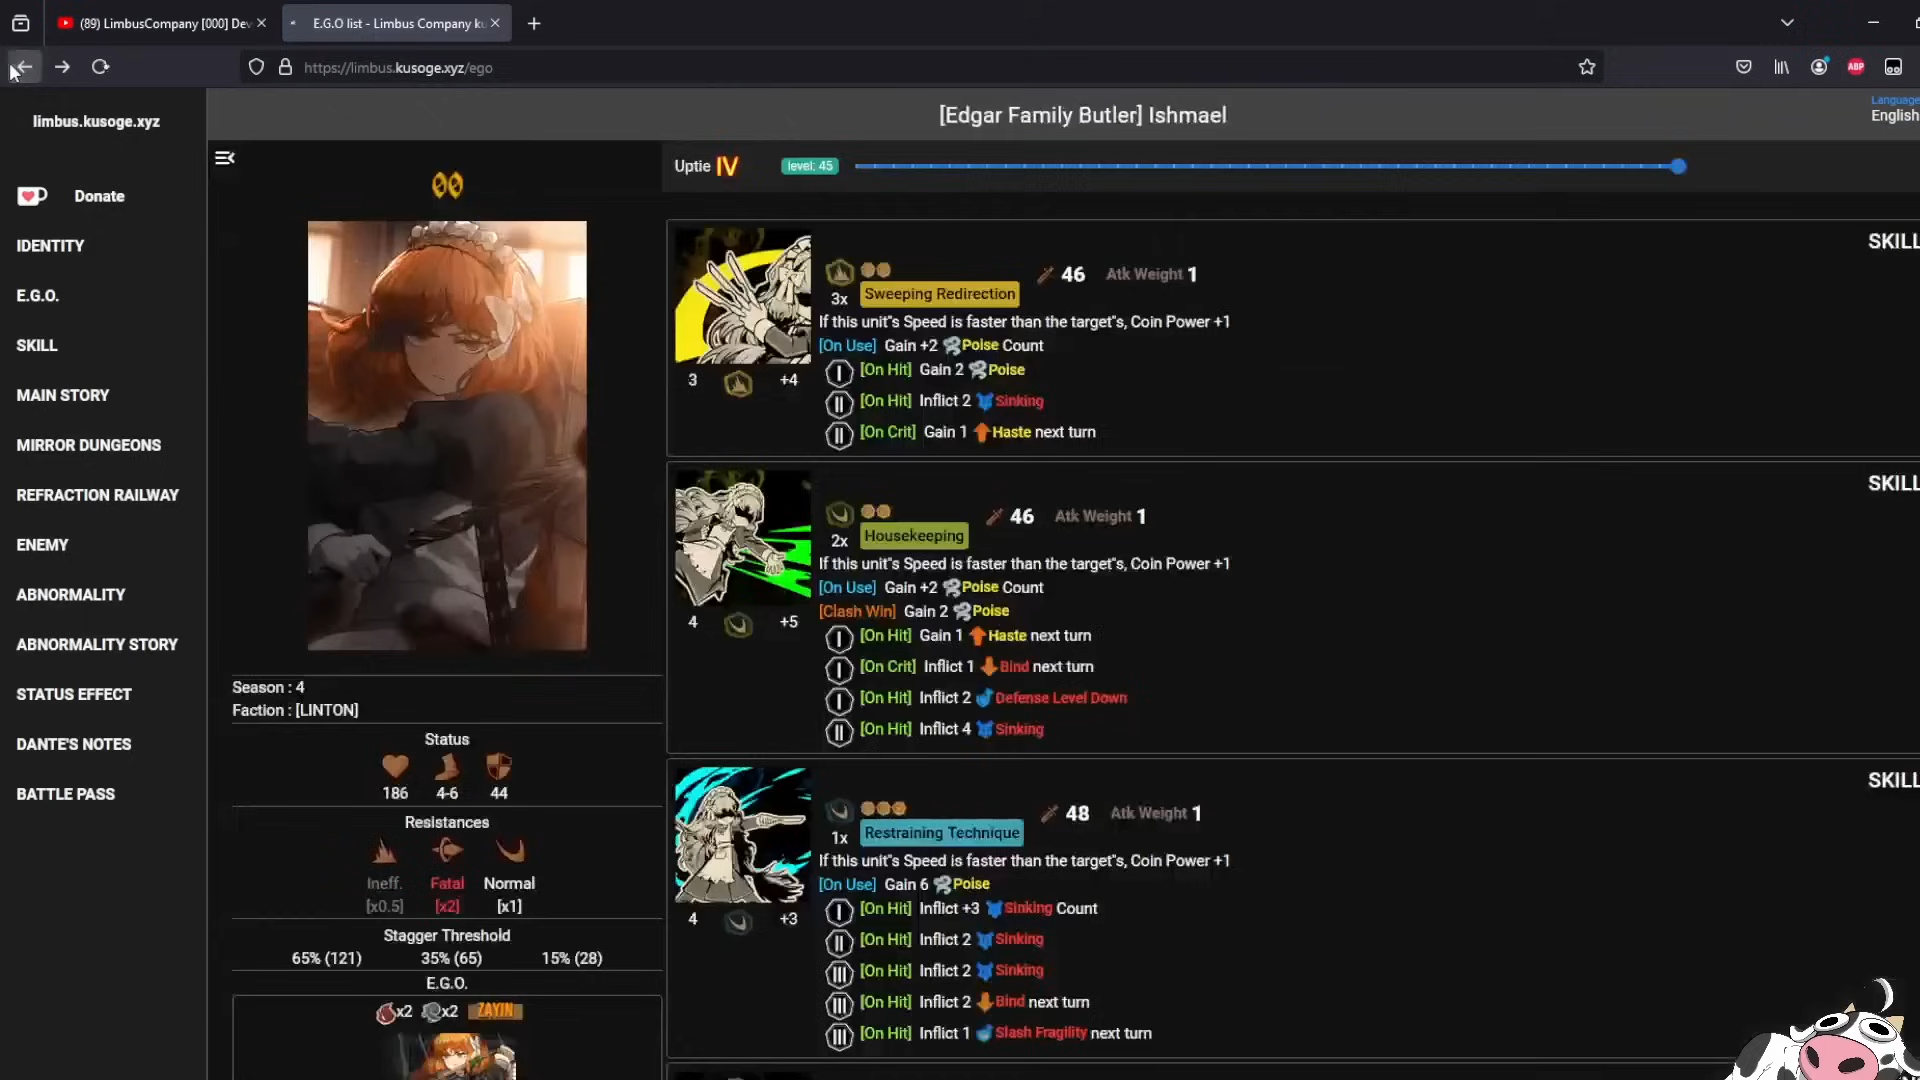 (89) LimbusCompany [000] Dev
E.G.O list - Limbus Company ku
https://limbus.kusoge.xyz/ego
ABP
limbus.kusoge.xyz
Donate
IDENTITY
E.G.O.
SKILL
MAIN STORY
MIRROR DUNGEONS
REFRACTION RAILWAY
ENEMY
ABNORMALITY
ABNORMALITY STORY
STATUS EFFECT
DANTE'S NOTES
BATTLE PASS
[Edgar Family Butler] Ishmael
Language
English
00
Season : 4
Faction : [LINTON]
Status
186 4-6 44
Resistances
Ineff. Fatal Normal
[x0.5] [x2] [x1]
Stagger Threshold
65% (121) 35% (65) 15% (28)
E.G.O.
x2 x2 ZAYIN
Uptie IV level: 45
SKILL
3x Sweeping Redirection 46 Atk Weight 1
If this unit"s Speed is faster than the target"s, Coin Power +1
[On Use] Gain +2 Poise Count
I [On Hit] Gain 2 Poise
II [On Hit] Inflict 2 Sinking
II [On Crit] Gain 1 Haste next turn
3 +4
SKILL
2x Housekeeping 46 Atk Weight 1
If this unit"s Speed is faster than the target"s, Coin Power +1
[On Use] Gain +2 Poise Count
[Clash Win] Gain 2 Poise
I [On Hit] Gain 1 Haste next turn
I [On Crit] Inflict 1 Bind next turn
I [On Hit] Inflict 2 Defense Level Down
II [On Hit] Inflict 4 Sinking
4 +5
SKILL
1x Restraining Technique 48 Atk Weight 1
If this unit"s Speed is faster than the target"s, Coin Power +1
[On Use] Gain 6 Poise
I [On Hit] Inflict +3 Sinking Count
II [On Hit] Inflict 2 Sinking
III [On Hit] Inflict 2 Sinking
III [On Hit] Inflict 2 Bind next turn
III [On Hit] Inflict 1 Slash Fragility next turn
4 +3